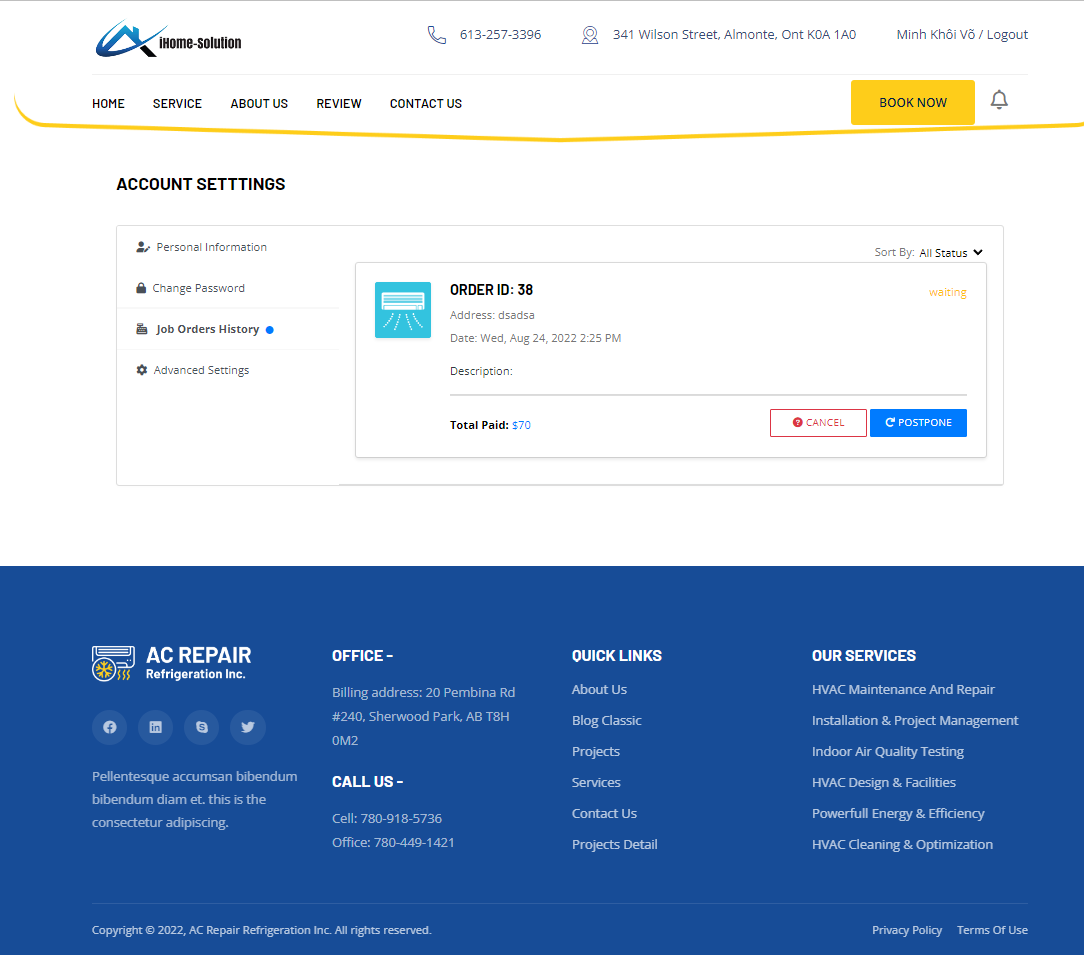 iHome-solution
613-257-3396
341 Wilson Street, Almonte, Ont K0A 1A0
Minh Khôi Võ / Logout
HOME
SERVICE
ABOUT US
REVIEW
CONTACT US
BOOK NOW
ACCOUNT SETTTINGS
Personal Information
Change Password
Job Orders History
Advanced Settings
Sort By: All Status
ORDER ID: 38
waiting
Address: dsadsa
Date: Wed, Aug 24, 2022 2:25 PM
Description:
Total Paid: $70
CANCEL
POSTPONE
AC REPAIR
Refrigeration Inc.
Pellentesque accumsan bibendum
bibendum diam et. this is the
consectetur adipiscing.
OFFICE –
Billing address: 20 Pembina Rd
#240, Sherwood Park, AB T8H
0M2
CALL US –
Cell: 780-918-5736
Office: 780-449-1421
QUICK LINKS
About Us
Blog Classic
Projects
Services
Contact Us
Projects Detail
OUR SERVICES
HVAC Maintenance And Repair
Installation & Project Management
Indoor Air Quality Testing
HVAC Design & Facilities
Powerfull Energy & Efficiency
HVAC Cleaning & Optimization
Copyright © 2022, AC Repair Refrigeration Inc. All rights reserved.
Privacy Policy
Terms Of Use